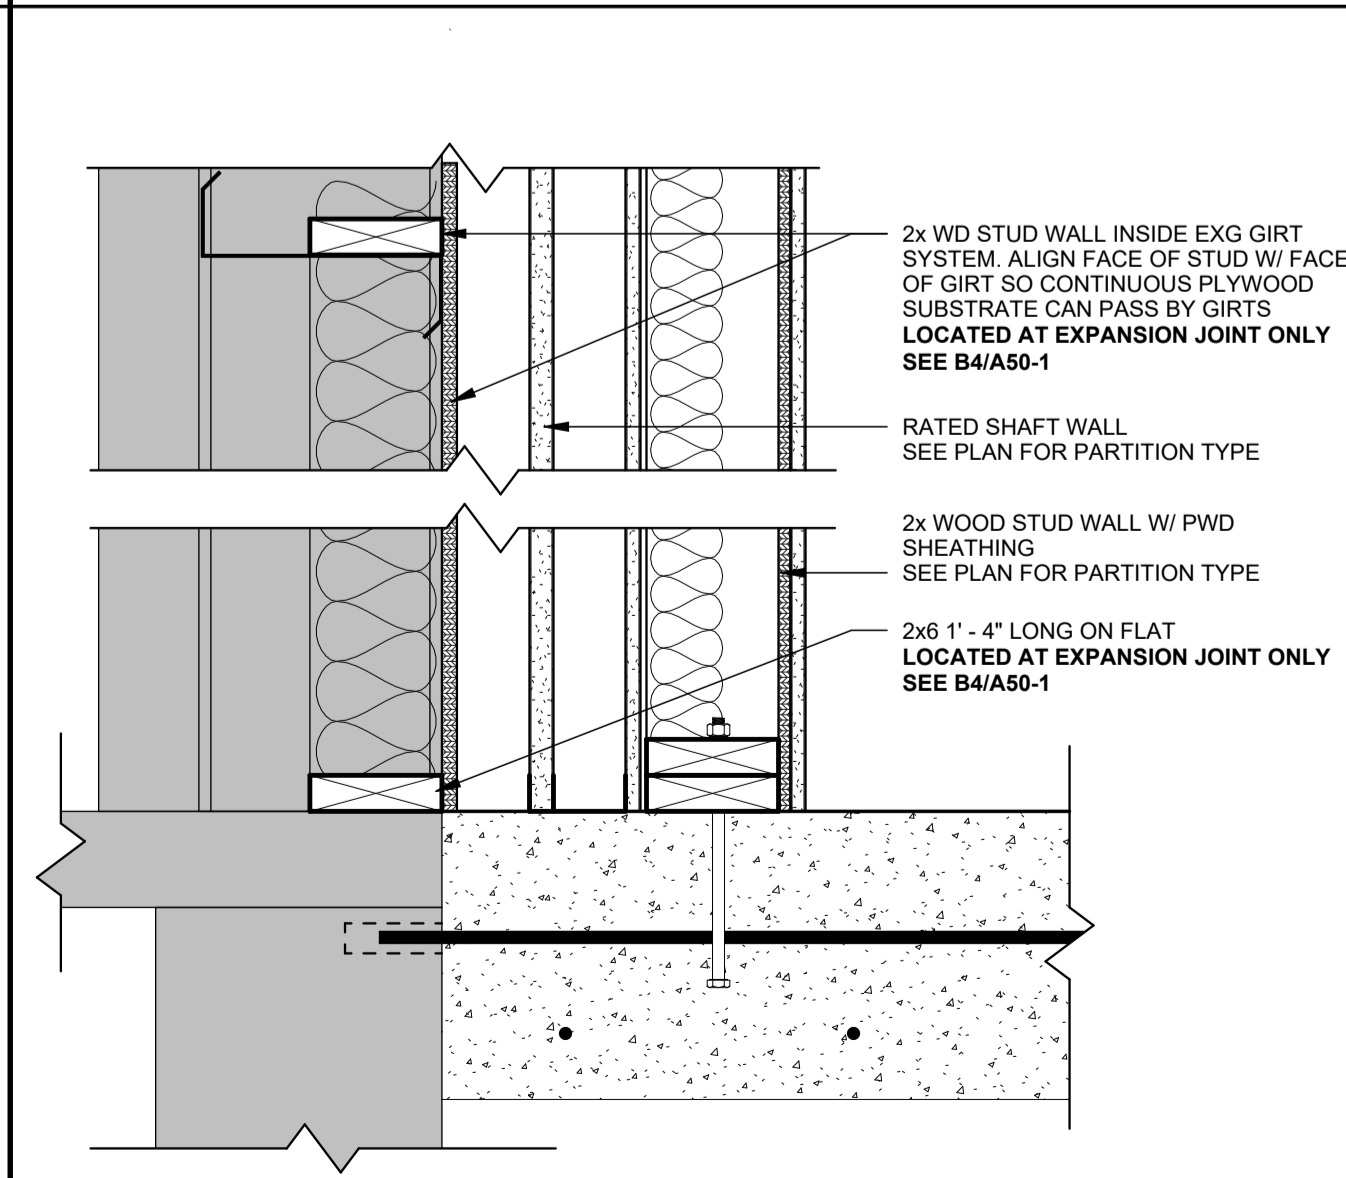 2x WD STUD WALL INSIDE EXG GIRT
SYSTEM. ALIGN FACE OF STUD W/ FACE
OF GIRT SO CONTINUOUS PLYWOOD
SUBSTRATE CAN PASS BY GIRTS
LOCATED AT EXPANSION JOINT ONLY
SEE B4/A50-1
RATED SHAFT WALL
SEE PLAN FOR PARTITION TYPE
2x WOOD STUD WALL W/ PWD
SHEATHING
SEE PLAN FOR PARTITION TYPE
2x6 1' - 4" LONG ON FLAT
LOCATED AT EXPANSION JOINT ONLY
SEE B4/A50-1